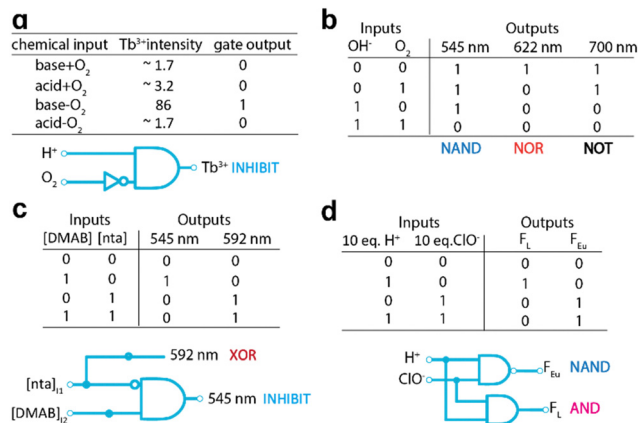 a
chemical input Tb³⁺intensity gate output
base+O₂ ~ 1.7 0
acid+O₂ ~ 3.2 0
base-O₂ 86 1
acid-O₂ ~ 1.7 0
H⁺
O₂
Tb³⁺ INHIBIT
b
Inputs Outputs
OH⁻ O₂ 545 nm 622 nm 700 nm
0 0 1 1 1
0 1 1 0 1
1 0 1 0 0
1 1 0 0 0
NAND NOR NOT
c
Inputs Outputs
[DMAB] [nta] 545 nm 592 nm
0 0 0 0
1 0 1 0
0 1 0 1
1 1 0 1
592 nm XOR
[nta]I1
545 nm INHIBIT
[DMAB]I2
d
Inputs Outputs
10 eq. H⁺ 10 eq.ClO⁻ F_L F_Eu
0 0 0 0
1 0 1 0
0 1 0 1
1 1 0 1
H⁺
F_Eu NAND
ClO⁻
F_L AND